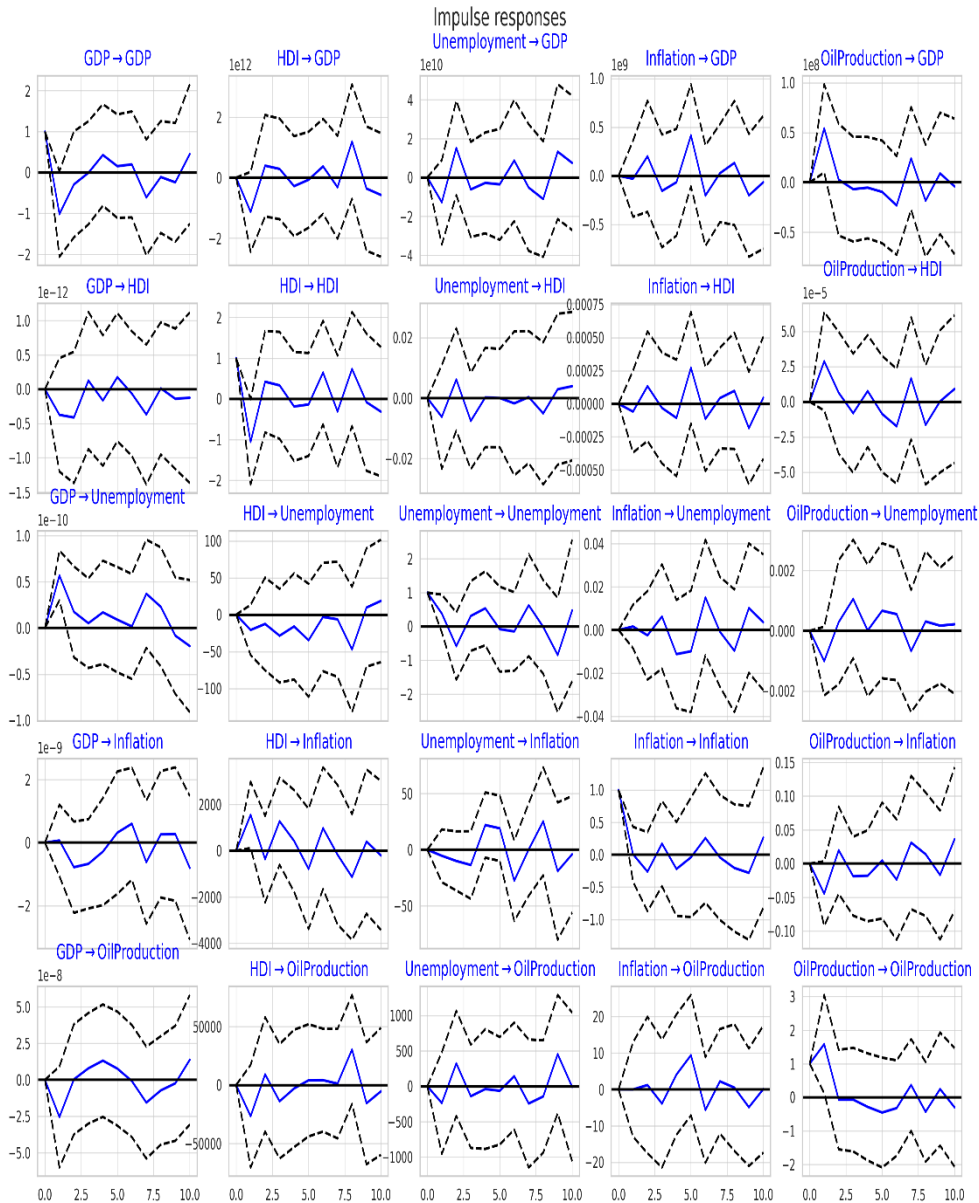 Impulse responses
GDP → GDP
HDI → GDP
Unemployment → GDP
Inflation → GDP
OilProduction → GDP
1e12
1e10
1e9
1e8
2
1
0
−1
−2
2
0
−2
4
2
0
−2
−4
1.0
0.5
0.0
−0.5
1.0
0.5
0.0
−0.5
GDP → HDI
HDI → HDI
Unemployment → HDI
Inflation → HDI
OilProduction → HDI
1e−12
1e−5
1.0
0.5
0.0
−0.5
−1.0
−1.5
2
1
0
−1
−2
0.02
0.00
−0.02
0.00075
0.00050
0.00025
0.00000
−0.00025
−0.00050
5.0
2.5
0.0
−2.5
−5.0
GDP → Unemployment
HDI → Unemployment
Unemployment → Unemployment
Inflation → Unemployment
OilProduction → Unemployment
1e−10
1.0
0.5
0.0
−0.5
−1.0
100
50
0
−50
−100
2
1
0
−1
−2
0.04
0.02
0.00
−0.02
−0.04
0.002
0.000
−0.002
GDP → Inflation
HDI → Inflation
Unemployment → Inflation
Inflation → Inflation
OilProduction → Inflation
1e−9
2
0
−2
2000
0
−2000
−4000
50
0
−50
1.0
0.5
0.0
−0.5
−1.0
0.15
0.10
0.05
0.00
−0.05
−0.10
GDP → OilProduction
HDI → OilProduction
Unemployment → OilProduction
Inflation → OilProduction
OilProduction → OilProduction
1e−8
5.0
2.5
0.0
−2.5
−5.0
50000
0
−50000
1000
500
0
−500
−1000
20
10
0
−10
−20
3
2
1
0
−1
−2
0.0 2.5 5.0 7.5 10.0
0.0 2.5 5.0 7.5 10.0
0.0 2.5 5.0 7.5 10.0
0.0 2.5 5.0 7.5 10.0
0.0 2.5 5.0 7.5 10.0